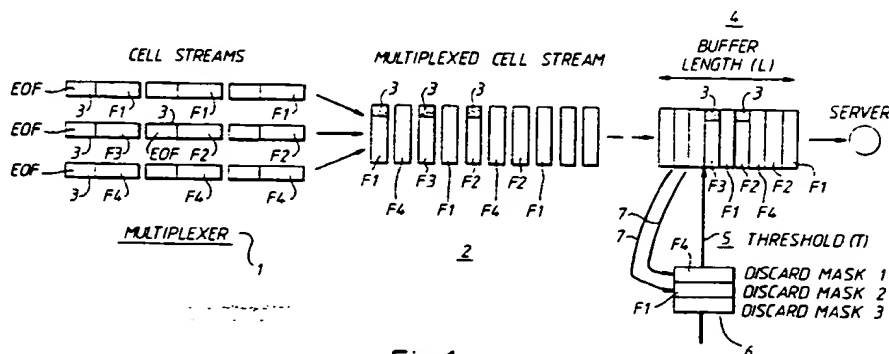 CELL STREAMS
MULTIPLEXED CELL STREAM
4
BUFFER
LENGTH (L)
SERVER
EOF
3
F1
F1
F1
EOF
3
F3
3
EOF
F2
F2
EOF
3
F4
F4
F4
MULTIPLEXER
1
3
3
3
F1
F4
F3
F1
F2
F4
F2
F1
2
3
3
F3
F1
F2
F4
F2
F1
7
7
5
THRESHOLD (T)
F4
DISCARD MASK 1
DISCARD MASK 2
F1
DISCARD MASK 3
6